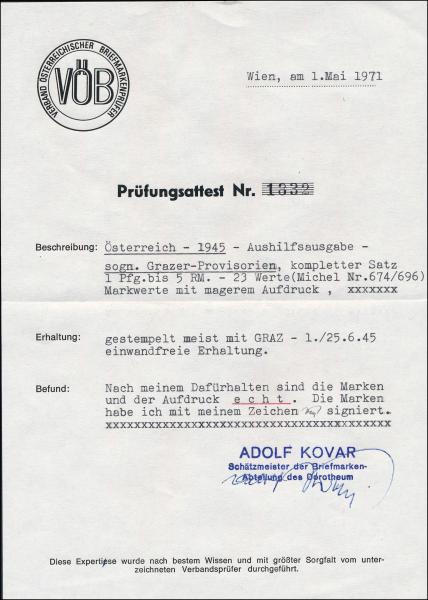 VERBAND ÖSTERREICHISCHER BRIEFMARKENPRÜFER
VÖB
Wien, am 1.Mai 1971
Prüfungsattest Nr. 1332
Beschreibung: Österreich - 1945 - Aushilfsausgabe -
sogn. Grazer-Provisorien, kompletter Satz
1 Pfg.bis 5 RM. - 23 Werte(Michel Nr.674/696)
Markwerte mit magerem Aufdruck , xxxxxxx
Erhaltung: gestempelt meist mit GRAZ - 1./25.6.45
einwandfreie Erhaltung.
Befund: Nach meinem Dafürhalten sind die Marken
und der Aufdruck e c h t . Die Marken
habe ich mit meinem Zeichen signiert.
xxxxxxxxxxxxxxxxxxxxxxxxxxxxxxxxxxxxxxxxx
ADOLF KOVAR
Schätzmeister der Briefmarken-
Abteilung des Dorotheum
Diese Expertise wurde nach bestem Wissen und mit größter Sorgfalt vom unter-
zeichneten Verbandsprüfer durchgeführt.